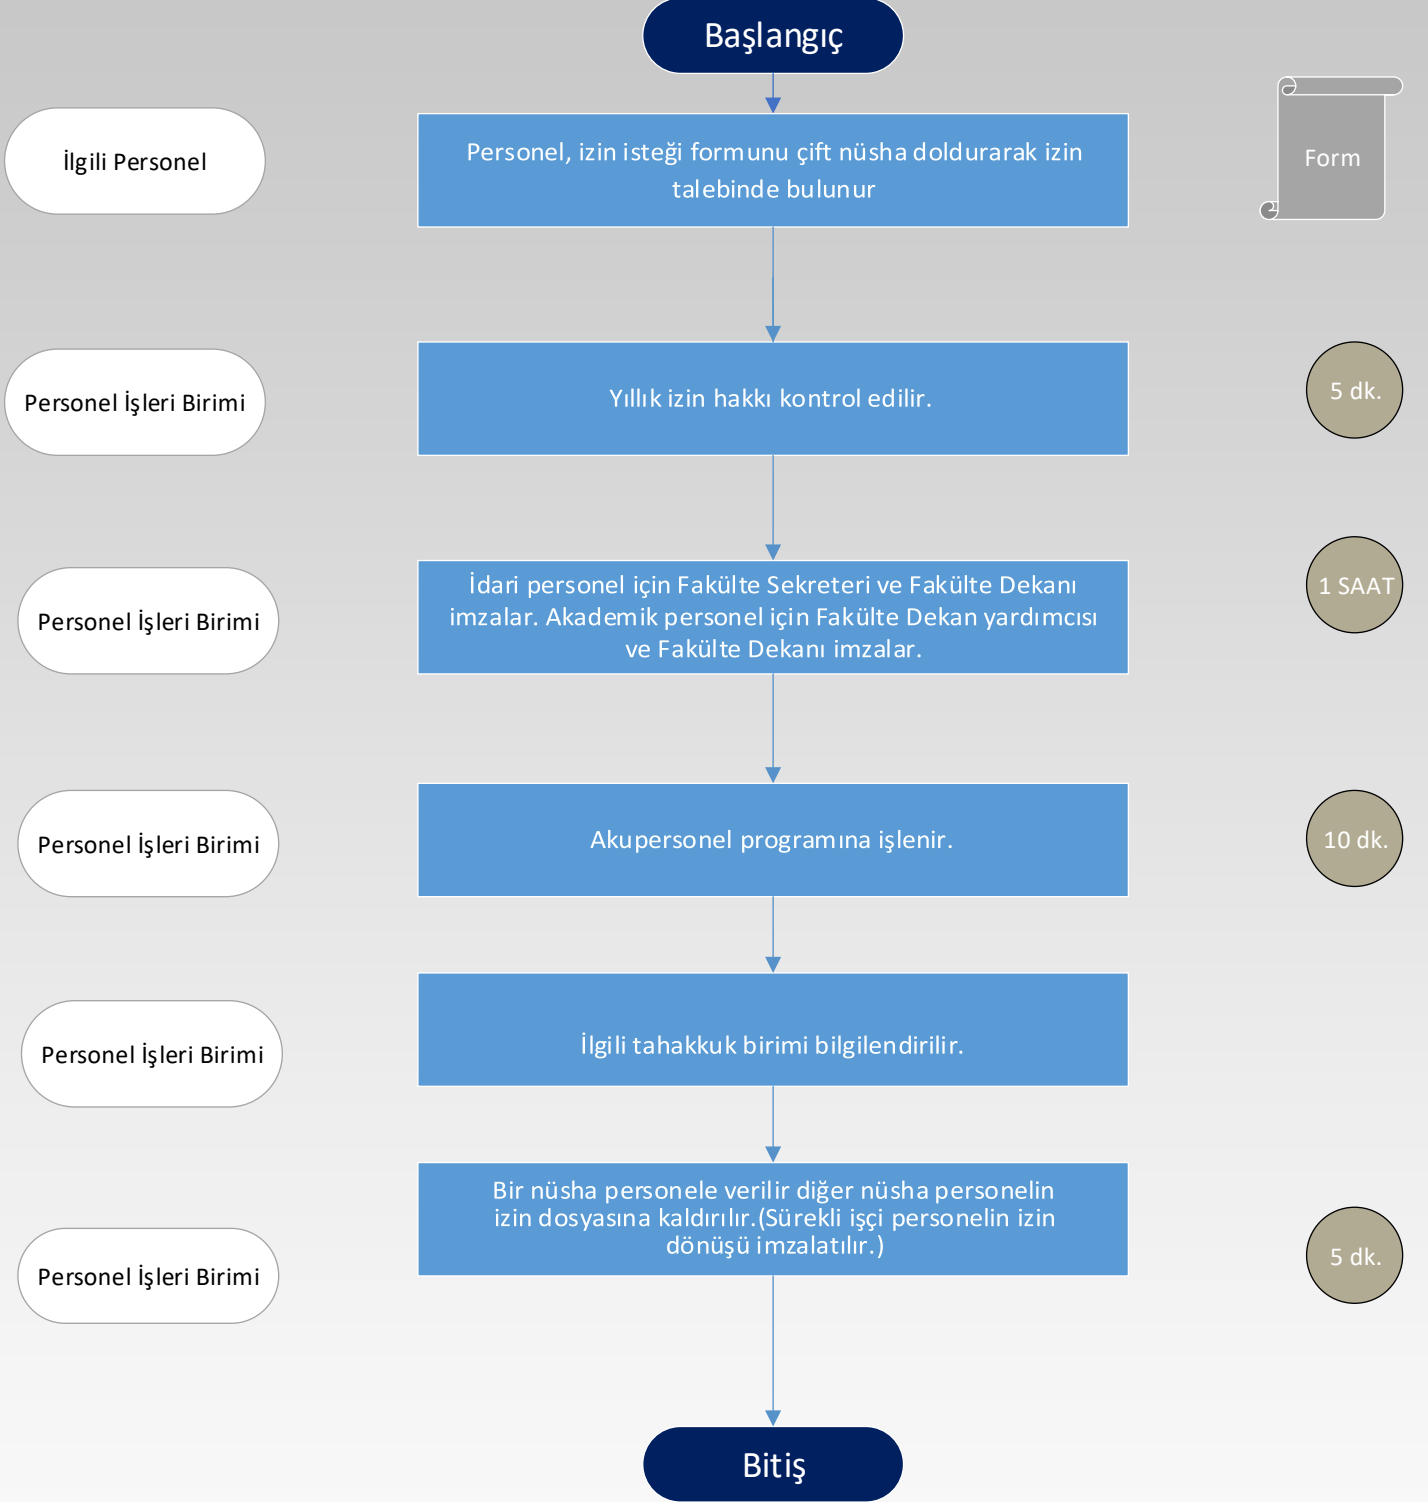 Başlangıç
İlgili Personel
Personel, izin isteği formunu çift nüsha doldurarak izin
talebinde bulunur
Form
Personel İşleri Birimi
Yıllık izin hakkı kontrol edilir.
5 dk.
Personel İşleri Birimi
İdari personel için Fakülte Sekreteri ve Fakülte Dekanı
imzalar. Akademik personel için Fakülte Dekan yardımcısı
ve Fakülte Dekanı imzalar.
1 SAAT
Personel İşleri Birimi
Akupersonel programına işlenir.
10 dk.
Personel İşleri Birimi
İlgili tahakkuk birimi bilgilendirilir.
Personel İşleri Birimi
Bir nüsha personele verilir diğer nüsha personelin
izin dosyasına kaldırılır.(Sürekli işçi personelin izin
dönüşü imzalatılır.)
5 dk.
Bitiş